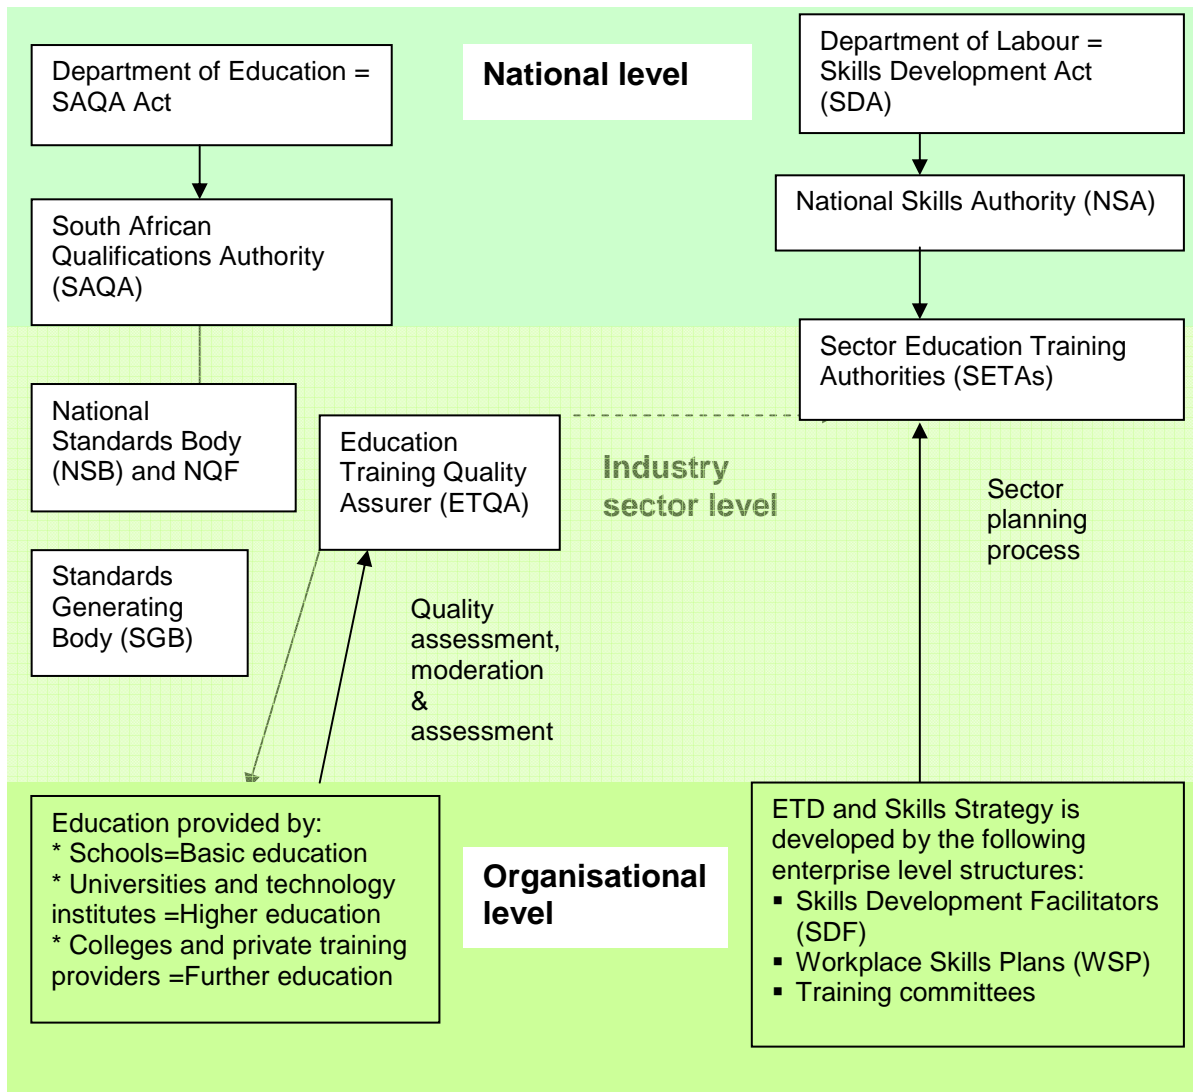 Department of Education =
SAQA Act
National level
Department of Labour =
Skills Development Act
(SDA)
South African
Qualifications Authority
(SAQA)
National Skills Authority (NSA)
Sector Education Training
Authorities (SETAs)
National
Standards Body
(NSB) and NQF
Education
Training Quality
Assurer (ETQA)
Industry
sector level
Sector
planning
process
Standards
Generating
Body (SGB)
Quality
assessment,
moderation
&
assessment
Education provided by:
* Schools=Basic education
* Universities and technology
institutes =Higher education
* Colleges and private training
providers =Further education
Organisational
level
ETD and Skills Strategy is
developed by the following
enterprise level structures:
▪ Skills Development Facilitators
(SDF)
▪ Workplace Skills Plans (WSP)
▪ Training committees